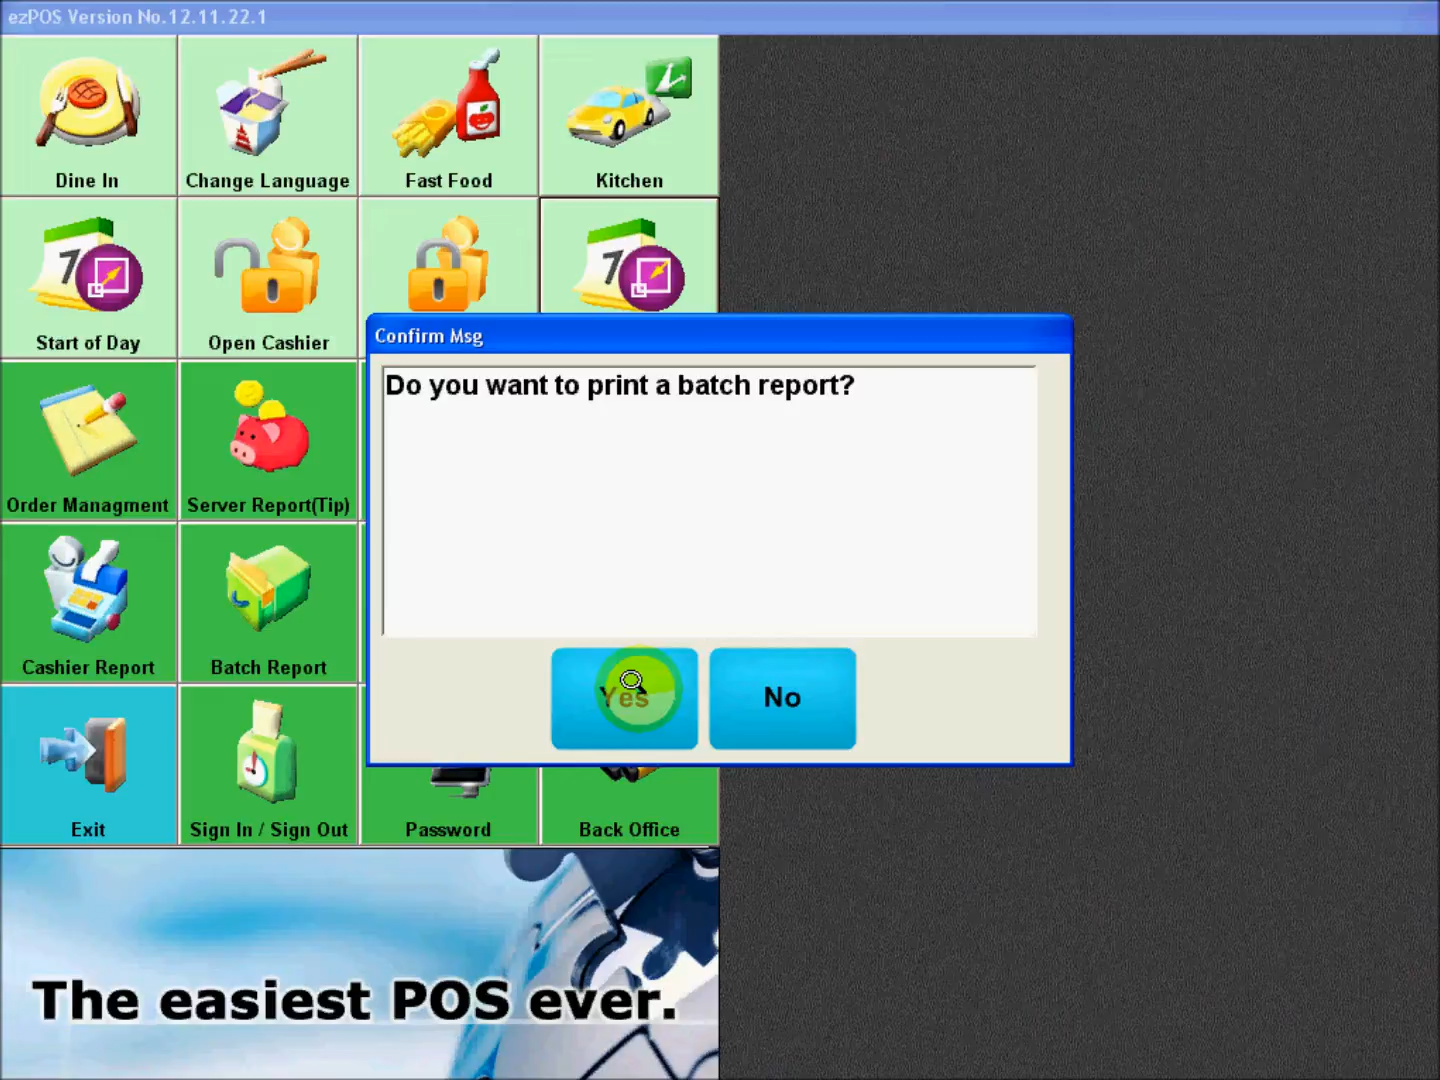 ezPOS Version No.12.11.22.1
Dine In
Change Language
Fast Food
Kitchen
7
7
Start of Day
Open Cashier
Confirm Msg
Do you want to print a batch report?
Order Managment
Server Report(Tip)
Cashier Report
Batch Report
Yes
No
Exit
Sign In / Sign Out
Password
Back Office
The easiest POS ever.